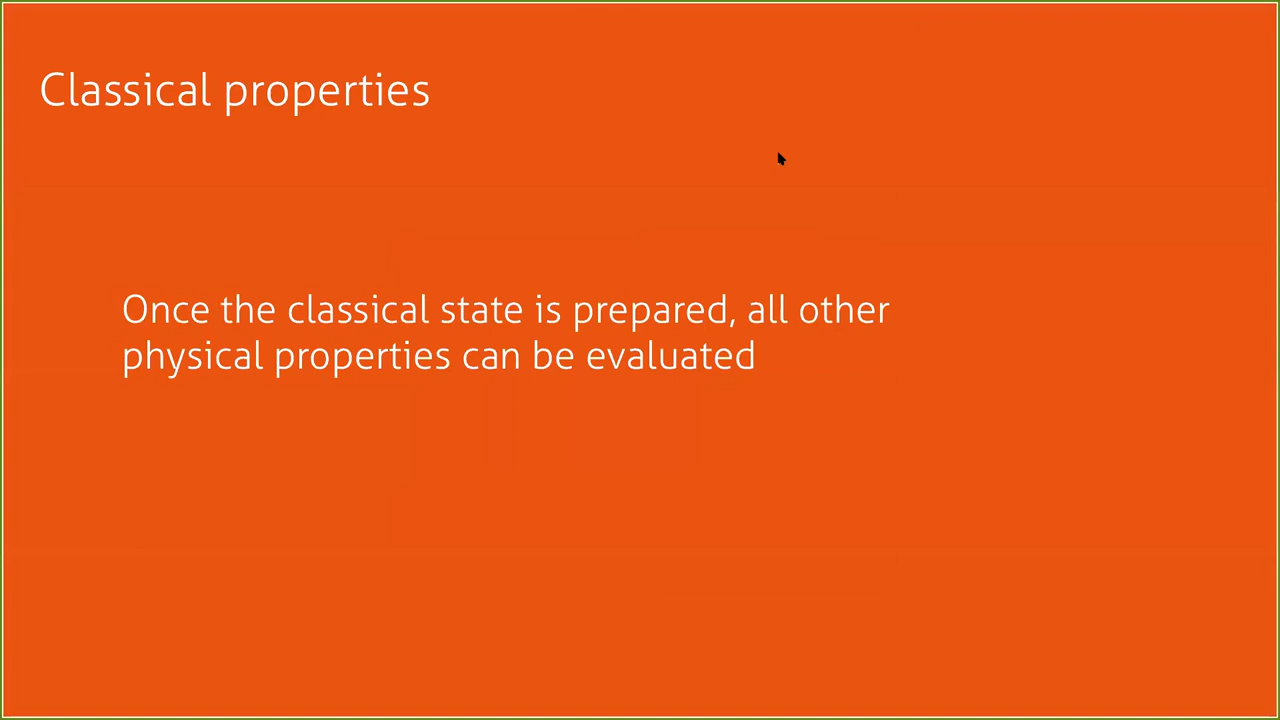 Classical properties
Once the classical state is prepared, all other
physical properties can be evaluated